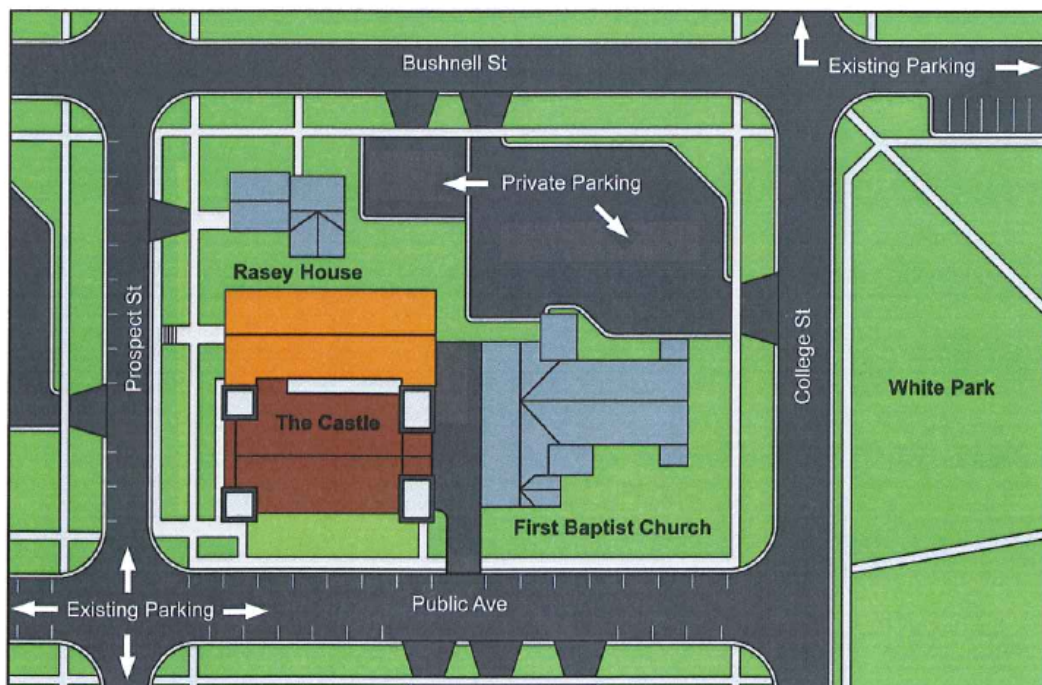 Bushnell St
Existing Parking
Private Parking
Rasey House
Prospect St
College St
White Park
The Castle
First Baptist Church
Existing Parking
Public Ave